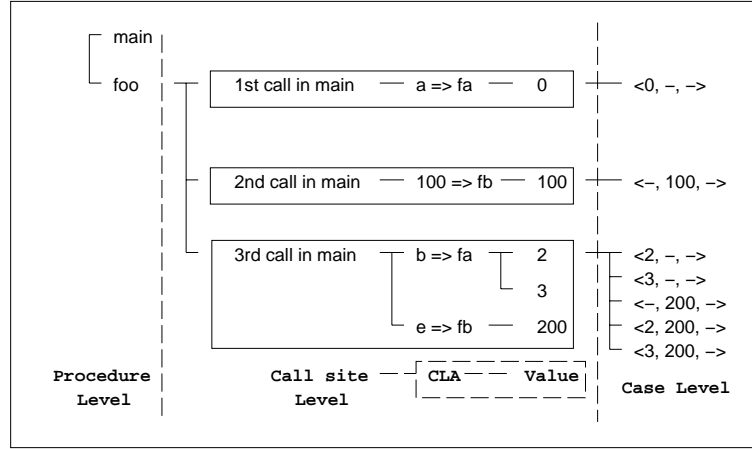 main
foo
1st call in main a => fa 0 <0, –, –>
2nd call in main 100 => fb 100 <–, 100, –>
3rd call in main b => fa 2 <2, –, –>
3 <3, –, –>
<–, 200, –>
e => fb 200 <2, 200, –>
<3, 200, –>
Procedure Level
Call site Level
CLA Value
Case Level